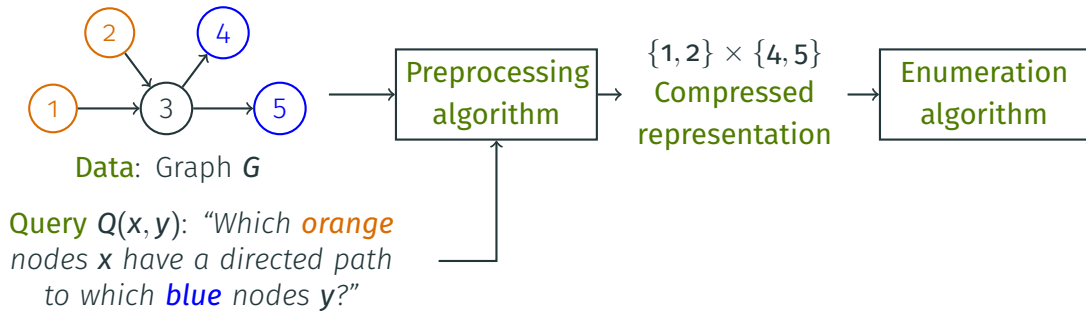 2
4
1
3
5
Data: Graph G
Query Q(x, y): “Which orange
nodes x have a directed path
to which blue nodes y?”
Preprocessing
algorithm
{1, 2} × {4, 5}
Compressed
representation
Enumeration
algorithm